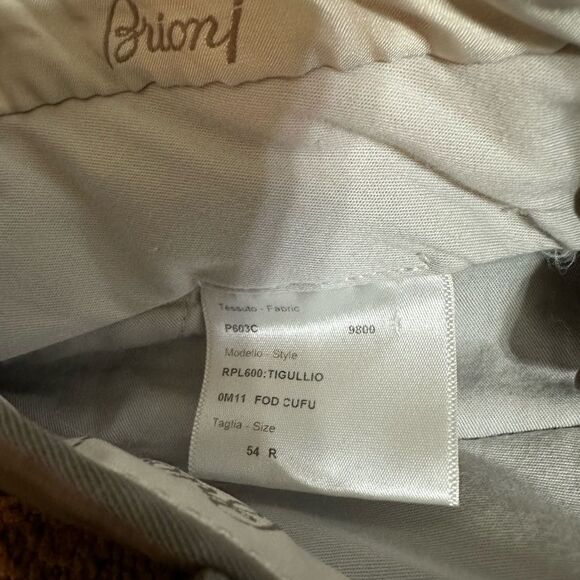 Brioni
Tessuto - Fabric
P603C 9800
Modello - Style
RPL600:TIGULLIO
0M11 FOD CUFU
Taglia - Size
54 R